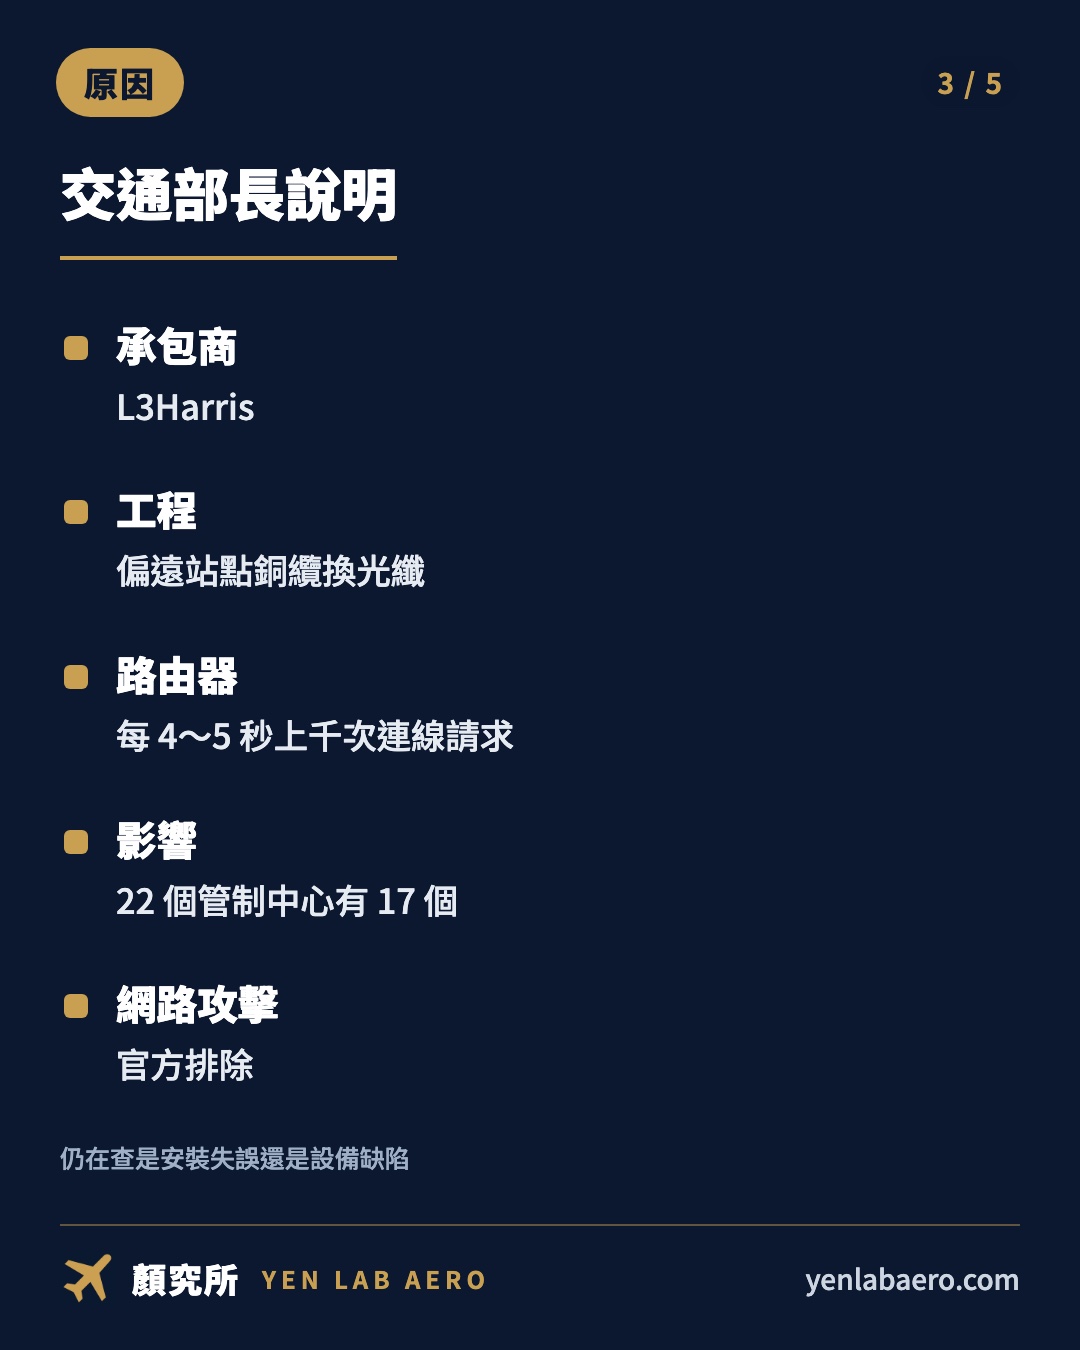 原因
3 / 5
交通部長說明
承包商
L3Harris
工程
偏遠站點銅纜換光纖
路由器
每 4～5 秒上千次連線請求
影響
22 個管制中心有 17 個
網路攻擊
官方排除
仍在查是安裝失誤還是設備缺陷
顏究所 YEN LAB AERO
yenlabaero.com